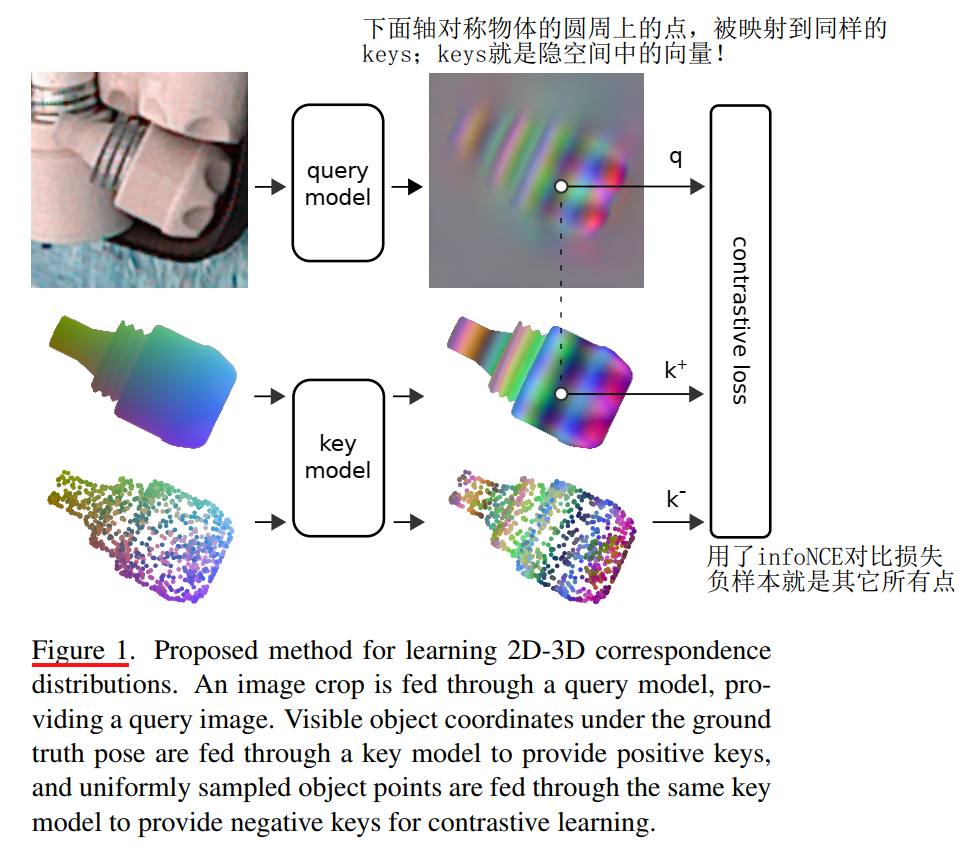 下面轴对称物体的圆周上的点，被映射到同样的
keys；keys就是隐空间中的向量！
query
model
q
contrastive loss
k⁺
key
model
k⁻
用了infoNCE对比损失
负样本就是其它所有点
Figure 1. Proposed method for learning 2D-3D correspondence
distributions. An image crop is fed through a query model, pro-
viding a query image. Visible object coordinates under the ground
truth pose are fed through a key model to provide positive keys,
and uniformly sampled object points are fed through the same key
model to provide negative keys for contrastive learning.